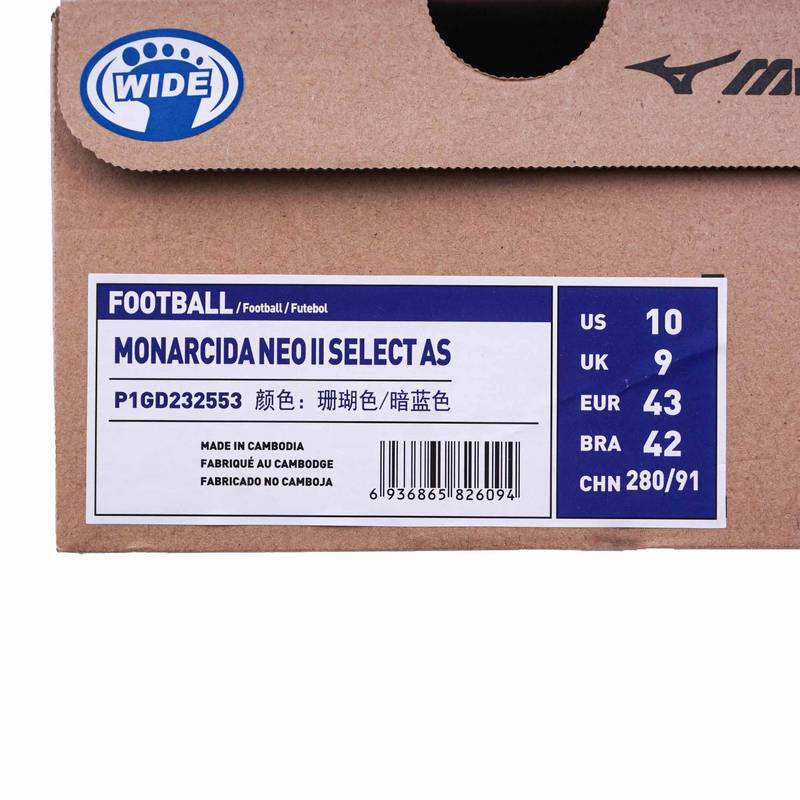 WIDE
FOOTBALL / Football / Futebol
MONARCIDA NEO II SELECT AS
P1GD232553 颜色：珊瑚色/暗蓝色
MADE IN CAMBODIA
FABRIQUÉ AU CAMBODGE
FABRICADO NO CAMBOJA
6 936865 826094
US 10
UK 9
EUR 43
BRA 42
CHN 280/91